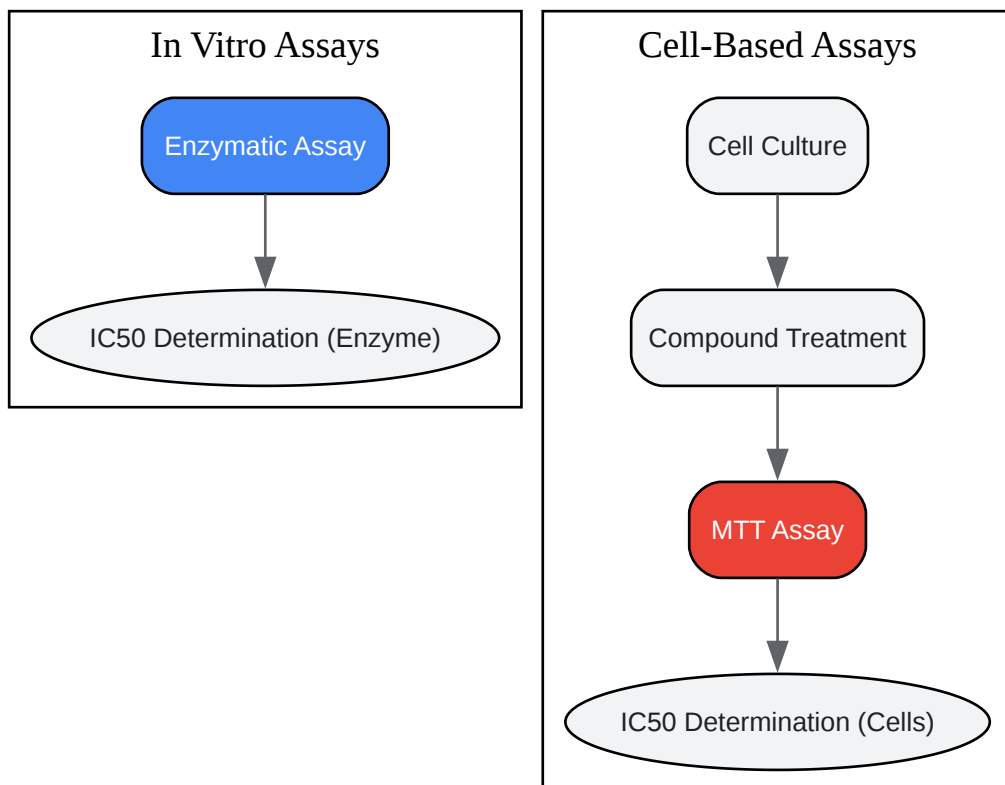 In Vitro Assays
Enzymatic Assay
IC50 Determination (Enzyme)
Cell-Based Assays
Cell Culture
Compound Treatment
MTT Assay
IC50 Determination (Cells)